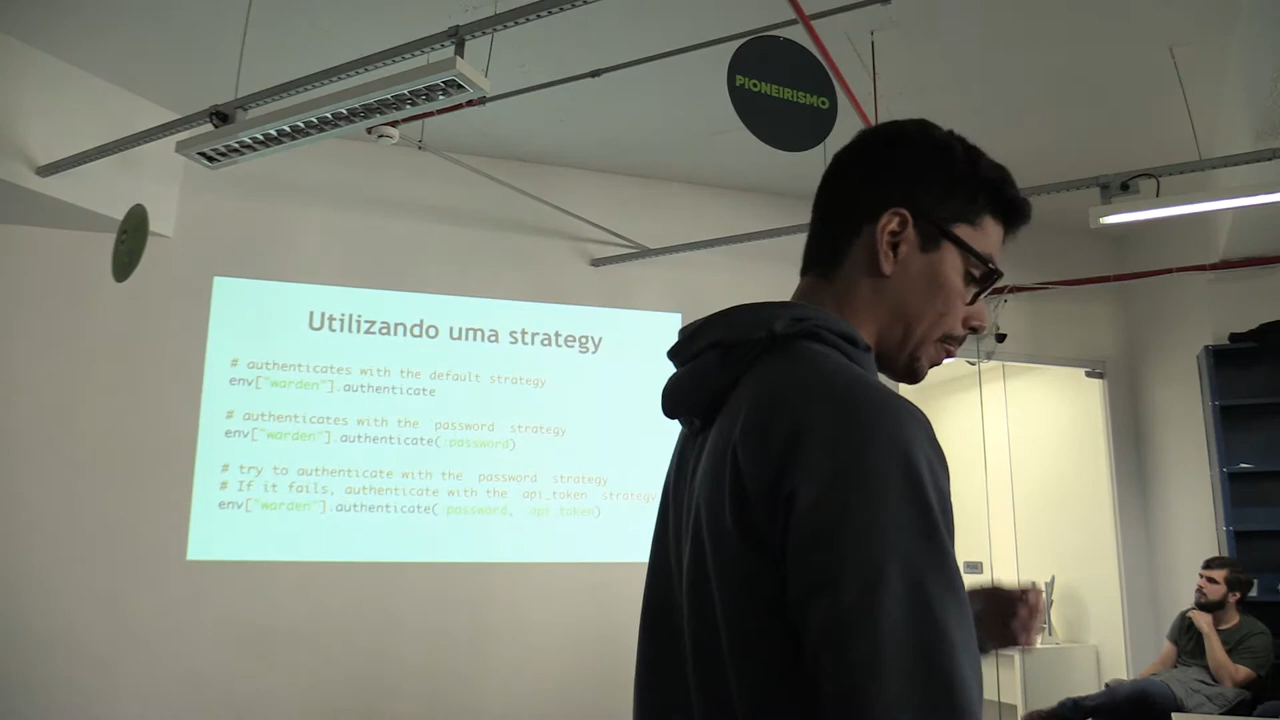 PIONEIRISMO
Utilizando uma strategy
# authenticates with the default strategy
env["warden"].authenticate
# authenticates with the password strategy
env["warden"].authenticate(:password)
# try to authenticate with the password strategy
# If it fails, authenticate with the api_token strategy
env["warden"].authenticate(:password, :api_token)